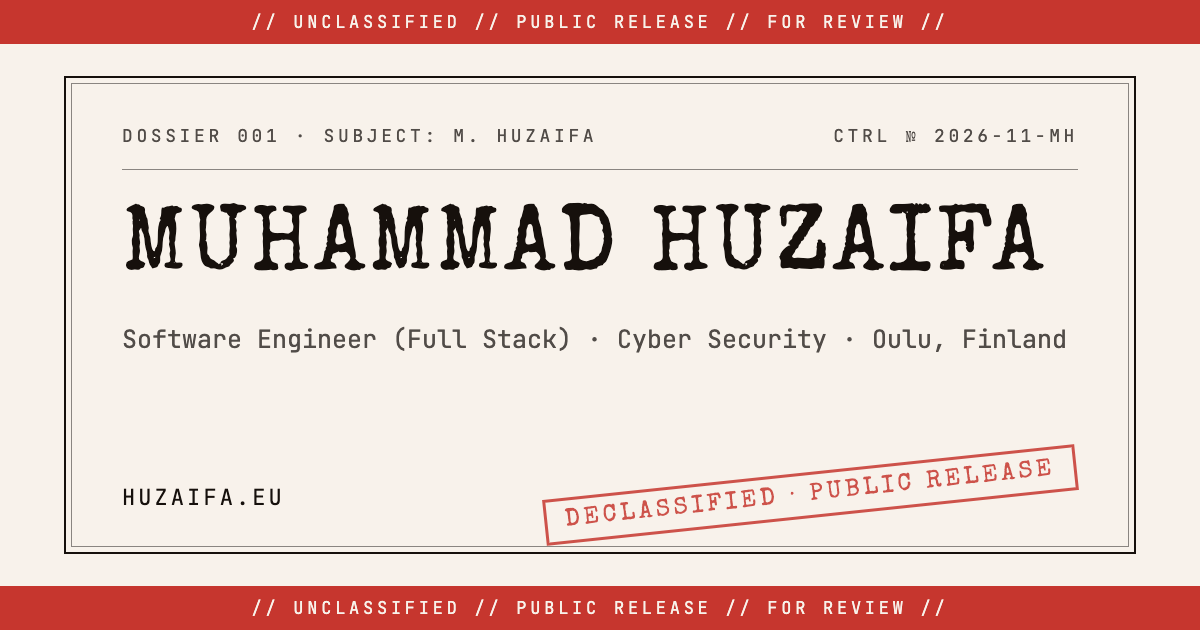 // UNCLASSIFIED // PUBLIC RELEASE // FOR REVIEW //
DOSSIER 001 · SUBJECT: M. HUZAIFA
CTRL № 2026-11-MH
MUHAMMAD HUZAIFA
Software Engineer (Full Stack) · Cyber Security · Oulu, Finland
HUZAIFA.EU
DECLASSIFIED · PUBLIC RELEASE
// UNCLASSIFIED // PUBLIC RELEASE // FOR REVIEW //